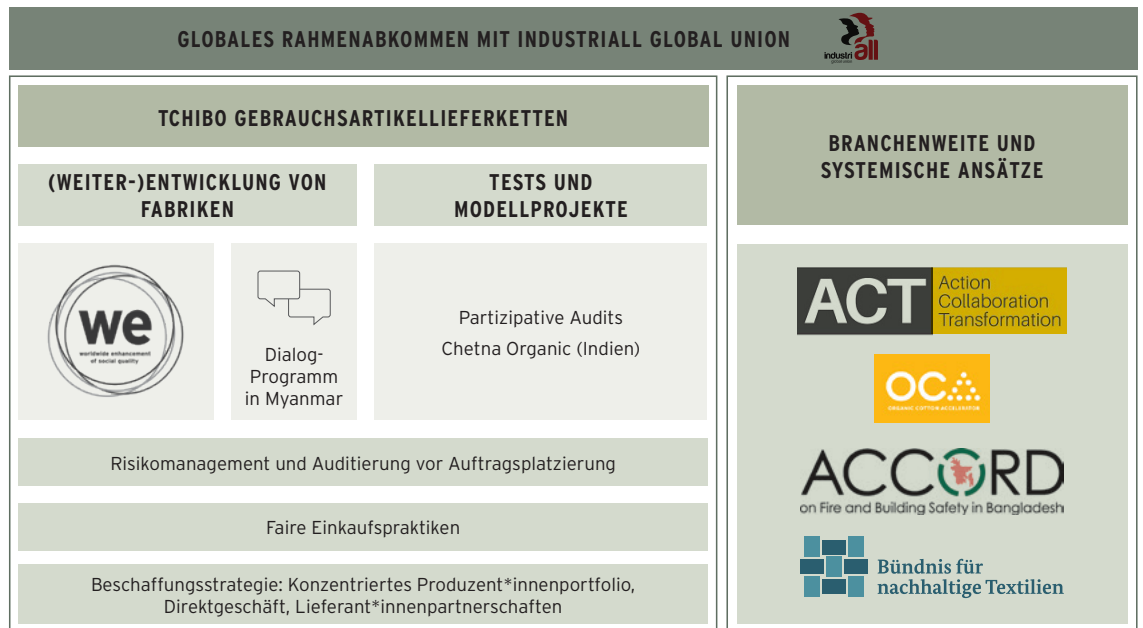 GLOBALES RAHMENABKOMMEN MIT INDUSTRIALL GLOBAL UNION
industri all
global union
TCHIBO GEBRAUCHSARTIKELLIEFERKETTEN
(WEITER-)ENTWICKLUNG VON
FABRIKEN
we
worldwide enhancement
of social quality
Dialog-
Programm
in Myanmar
TESTS UND
MODELLPROJEKTE
Partizipative Audits
Chetna Organic (Indien)
Risikomanagement und Auditierung vor Auftragsplatzierung
Faire Einkaufspraktiken
Beschaffungsstrategie: Konzentriertes Produzent*innenportfolio,
Direktgeschäft, Lieferant*innenpartnerschaften
BRANCHENWEITE UND
SYSTEMISCHE ANSÄTZE
ACT
Action
Collaboration
Transformation
OCA
ORGANIC COTTON ACCELERATOR
ACCORD
on Fire and Building Safety in Bangladesh
Bündnis für
nachhaltige Textilien